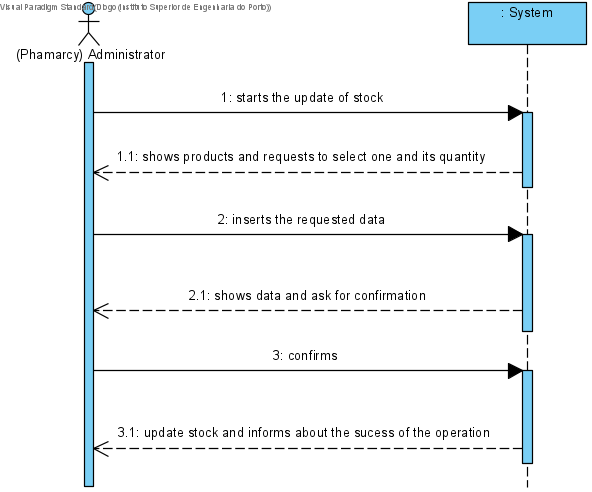 Visual Paradigm Standard (Diogo (Instituto Superior de Engenharia do Porto))
: System
(Phamarcy) Administrator
1: starts the update of stock
1.1: shows products and requests to select one and its quantity
2: inserts the requested data
2.1: shows data and ask for confirmation
3: confirms
3.1: update stock and informs about the sucess of the operation